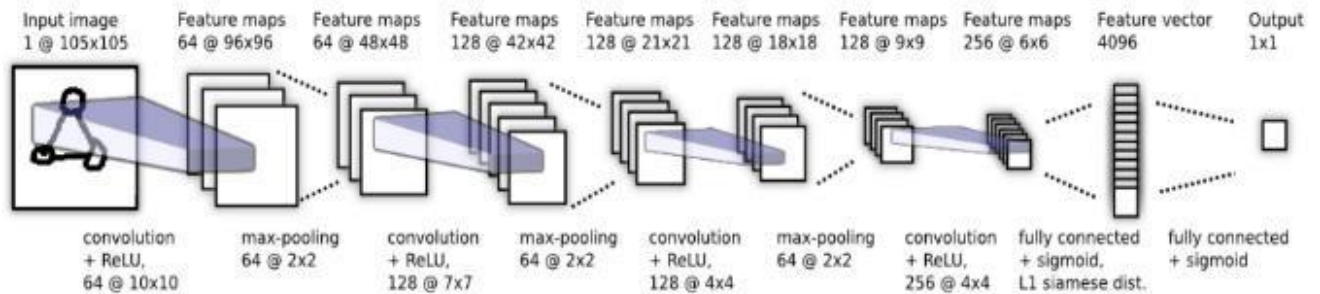 Input image
1 @ 105x105
Feature maps
64 @ 96x96
Feature maps
64 @ 48x48
Feature maps
128 @ 42x42
Feature maps
128 @ 21x21
Feature maps
128 @ 18x18
Feature maps
128 @ 9x9
Feature maps
256 @ 6x6
Feature vector
4096
Output
1x1
convolution
+ ReLU,
64 @ 10x10
max-pooling
64 @ 2x2
convolution
+ ReLU,
128 @ 7x7
max-pooling
64 @ 2x2
convolution
+ ReLU,
128 @ 4x4
max-pooling
64 @ 2x2
convolution
+ ReLU,
256 @ 4x4
fully connected
+ sigmoid,
L1 siamese dist.
fully connected
+ sigmoid